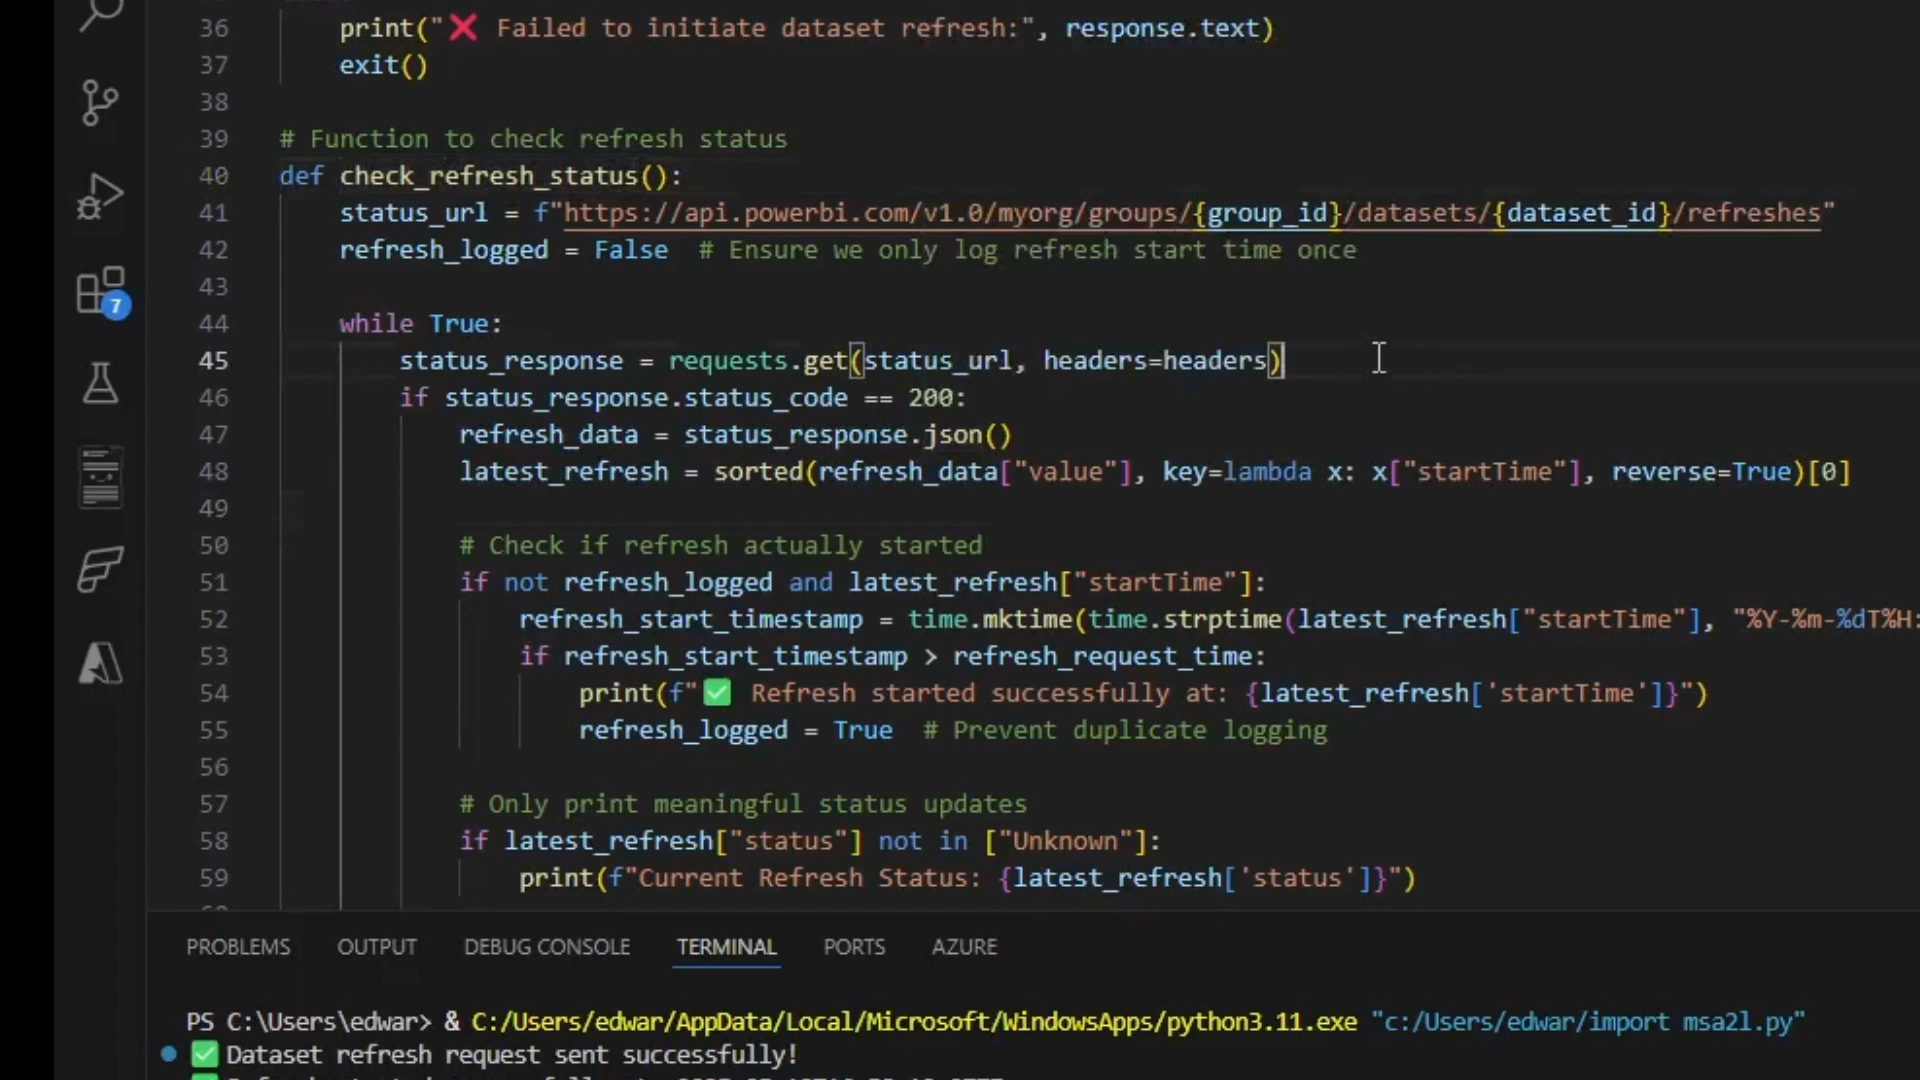 36 print("❌ Failed to initiate dataset refresh:", response.text)
37 exit()
38
39 # Function to check refresh status
40 def check_refresh_status():
41 status_url = f"https://api.powerbi.com/v1.0/myorg/groups/{group_id}/datasets/{dataset_id}/refreshes"
42 refresh_logged = False # Ensure we only log refresh start time once
43
44 while True:
45 status_response = requests.get(status_url, headers=headers)
46 if status_response.status_code == 200:
47 refresh_data = status_response.json()
48 latest_refresh = sorted(refresh_data["value"], key=lambda x: x["startTime"], reverse=True)[0]
49
50 # Check if refresh actually started
51 if not refresh_logged and latest_refresh["startTime"]:
52 refresh_start_timestamp = time.mktime(time.strptime(latest_refresh["startTime"], "%Y-%m-%dT%H:
53 if refresh_start_timestamp > refresh_request_time:
54 print(f"✅ Refresh started successfully at: {latest_refresh['startTime']}")
55 refresh_logged = True # Prevent duplicate logging
56
57 # Only print meaningful status updates
58 if latest_refresh["status"] not in ["Unknown"]:
59 print(f"Current Refresh Status: {latest_refresh['status']}")
7
PROBLEMS OUTPUT DEBUG CONSOLE TERMINAL PORTS AZURE
PS C:\Users\edwar> & C:/Users/edwar/AppData/Local/Microsoft/WindowsApps/python3.11.exe "c:/Users/edwar/import msa2l.py"
✅ Dataset refresh request sent successfully!